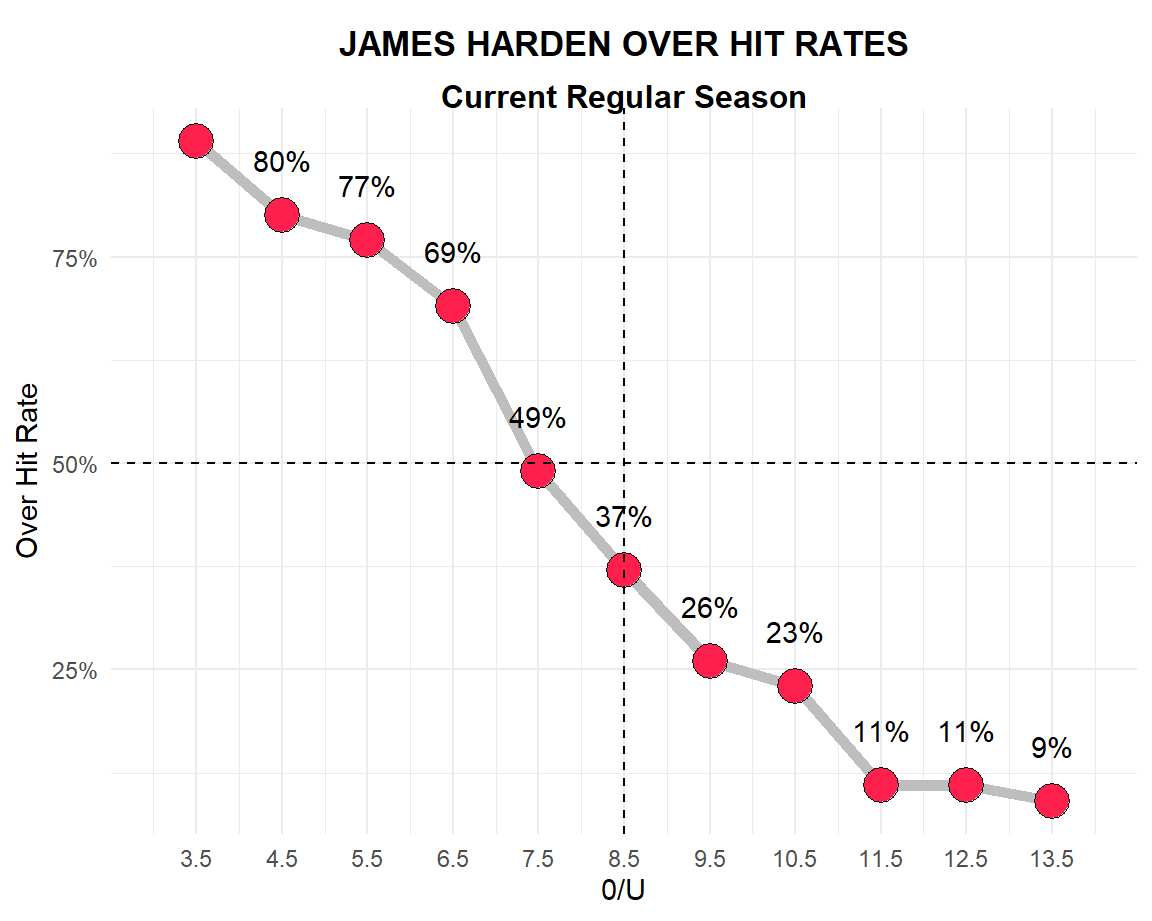 JAMES HARDEN OVER HIT RATES
Current Regular Season
80%
77%
69%
49%
37%
26%
23%
11%
11%
9%
75%
50%
25%
Over Hit Rate
3.5 4.5 5.5 6.5 7.5 8.5 9.5 10.5 11.5 12.5 13.5
0/U